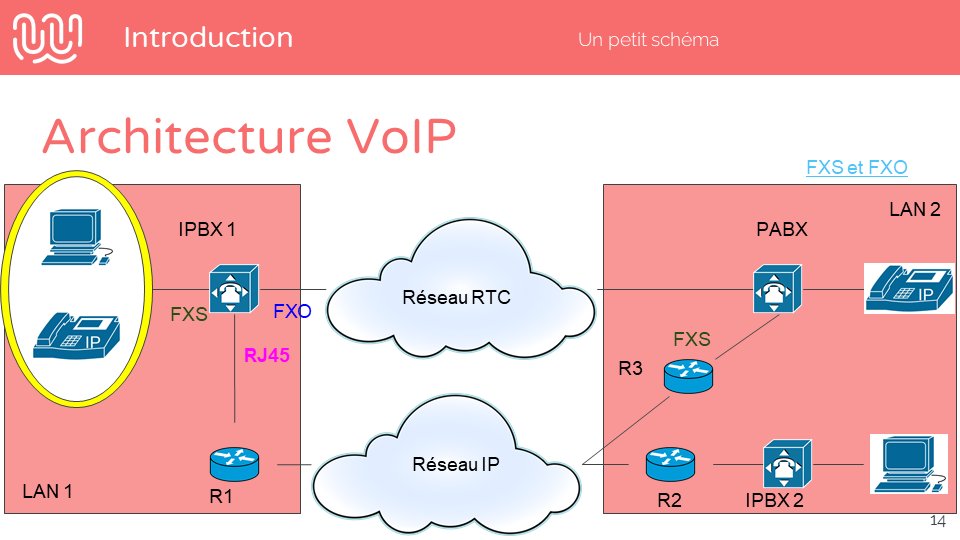 Introduction
Un petit schéma
Architecture VoIP
FXS et FXO
LAN 2
IPBX 1
PABX
Réseau RTC
IP
FXS
FXO
IP
RJ45
FXS
R3
Réseau IP
LAN 1
R1
R2
IPBX 2
14